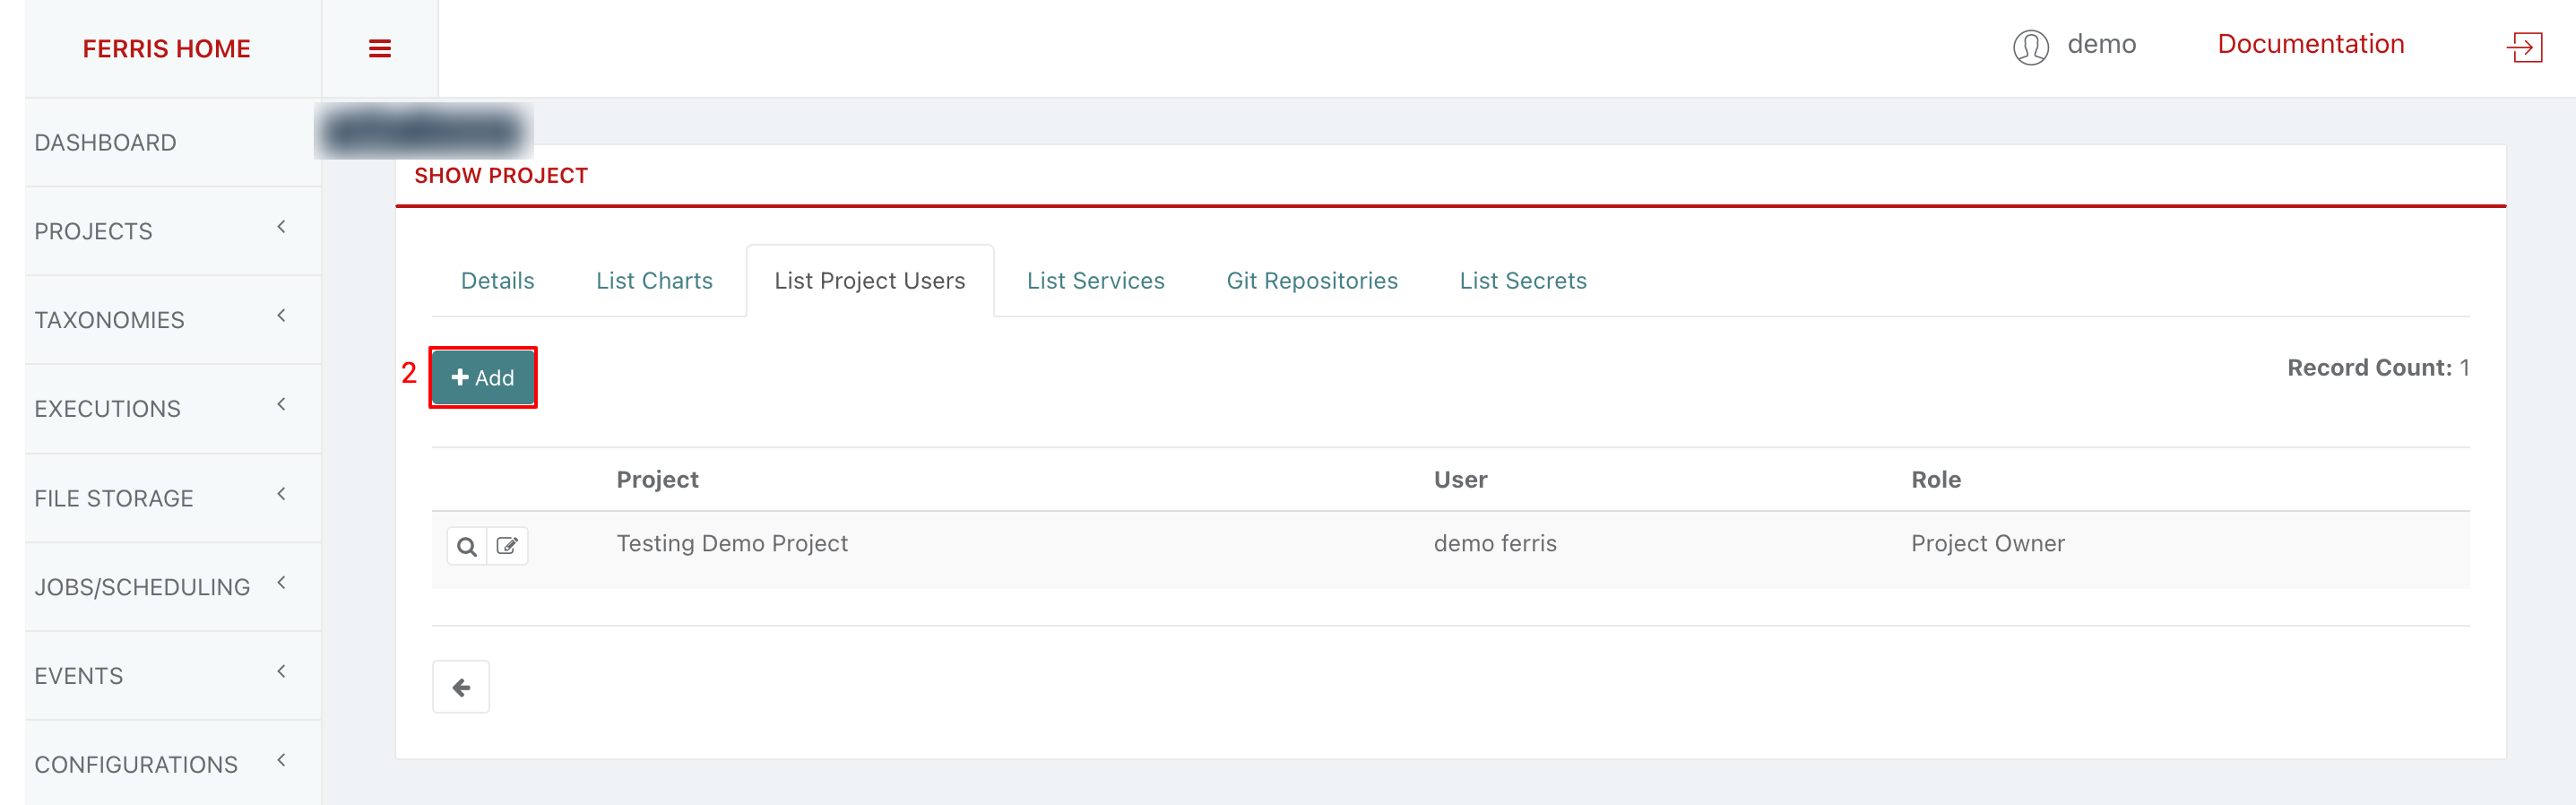 FERRIS HOME
demo
Documentation
DASHBOARD
PROJECTS
TAXONOMIES
EXECUTIONS
FILE STORAGE
JOBS/SCHEDULING
EVENTS
CONFIGURATIONS
SHOW PROJECT
Details List Charts List Project Users List Services Git Repositories List Secrets
2 Add
Record Count: 1
Project User Role
Testing Demo Project demo ferris Project Owner